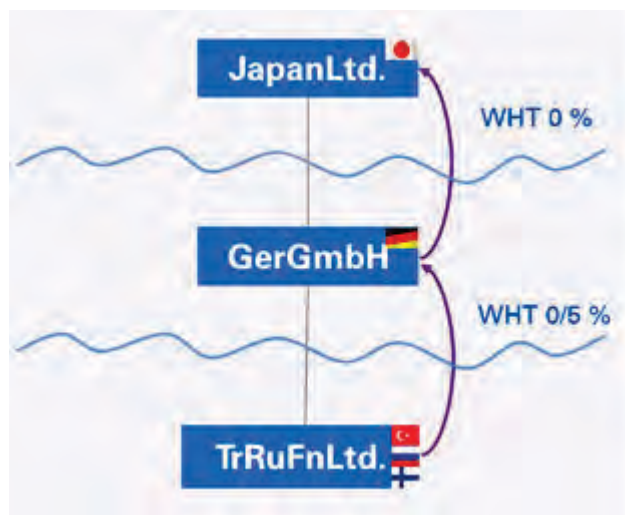 JapanLtd.
WHT 0 %
GerGmbH
WHT 0/5 %
TrRuFnLtd.